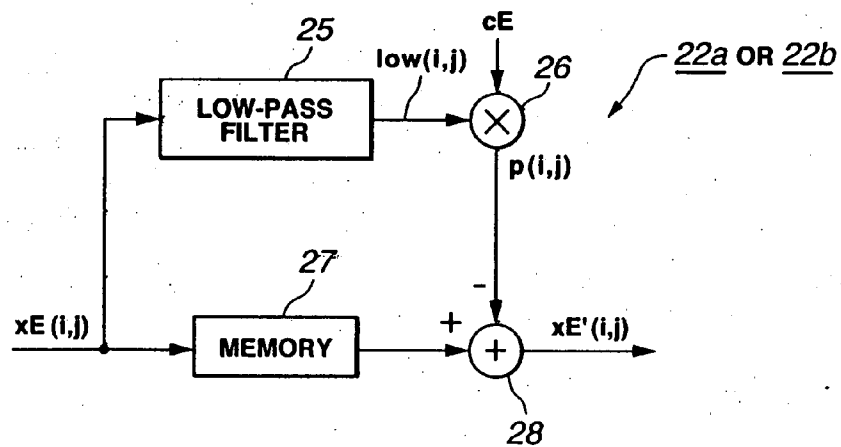 25
cE
22a OR 22b
low(i,j)
26
LOW-PASS
FILTER
×
p(i,j)
27
-
xE(i,j)
+
xE'(i,j)
MEMORY
+
28